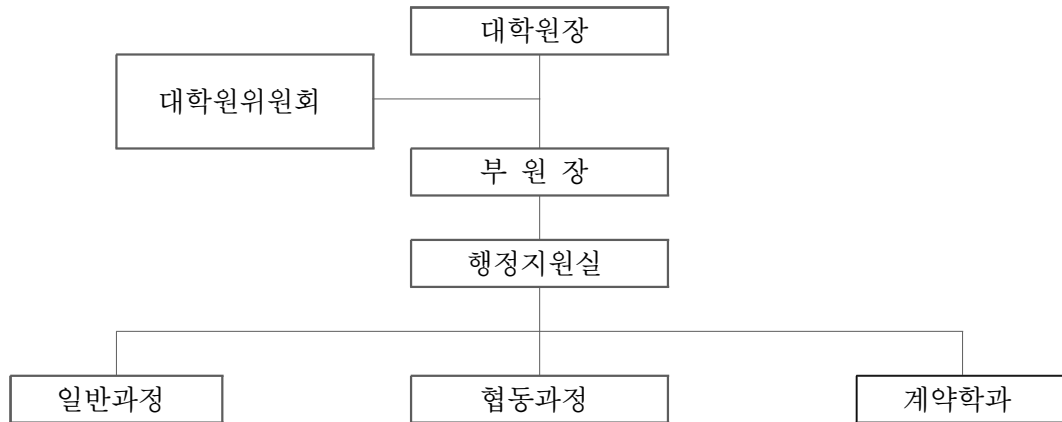 대학원장
대학원위원회
부 원 장
행정지원실
일반과정
협동과정
계약학과